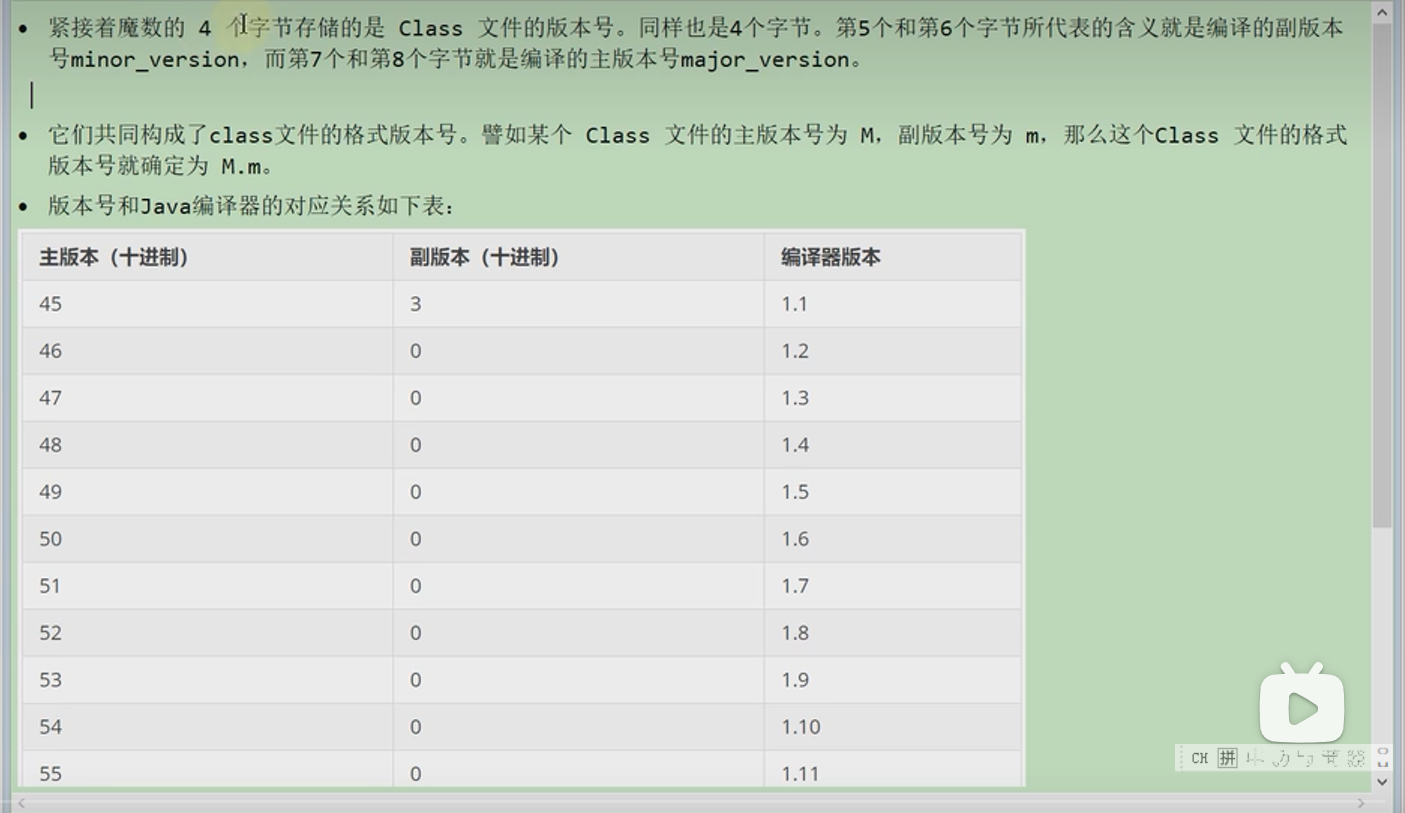 • 紧接着魔数的 4 个字节存储的是 Class 文件的版本号。同样也是4个字节。第5个和第6个字节所代表的含义就是编译的副版本
号minor_version，而第7个和第8个字节就是编译的主版本号major_version。
• 它们共同构成了class文件的格式版本号。譬如某个 Class 文件的主版本号为 M，副版本号为 m，那么这个Class 文件的格式
版本号就确定为 M.m。
• 版本号和Java编译器的对应关系如下表：
主版本（十进制） 副版本（十进制） 编译器版本
45 3 1.1
46 0 1.2
47 0 1.3
48 0 1.4
49 0 1.5
50 0 1.6
51 0 1.7
52 0 1.8
53 0 1.9
54 0 1.10
55 0 1.11
CH 拼